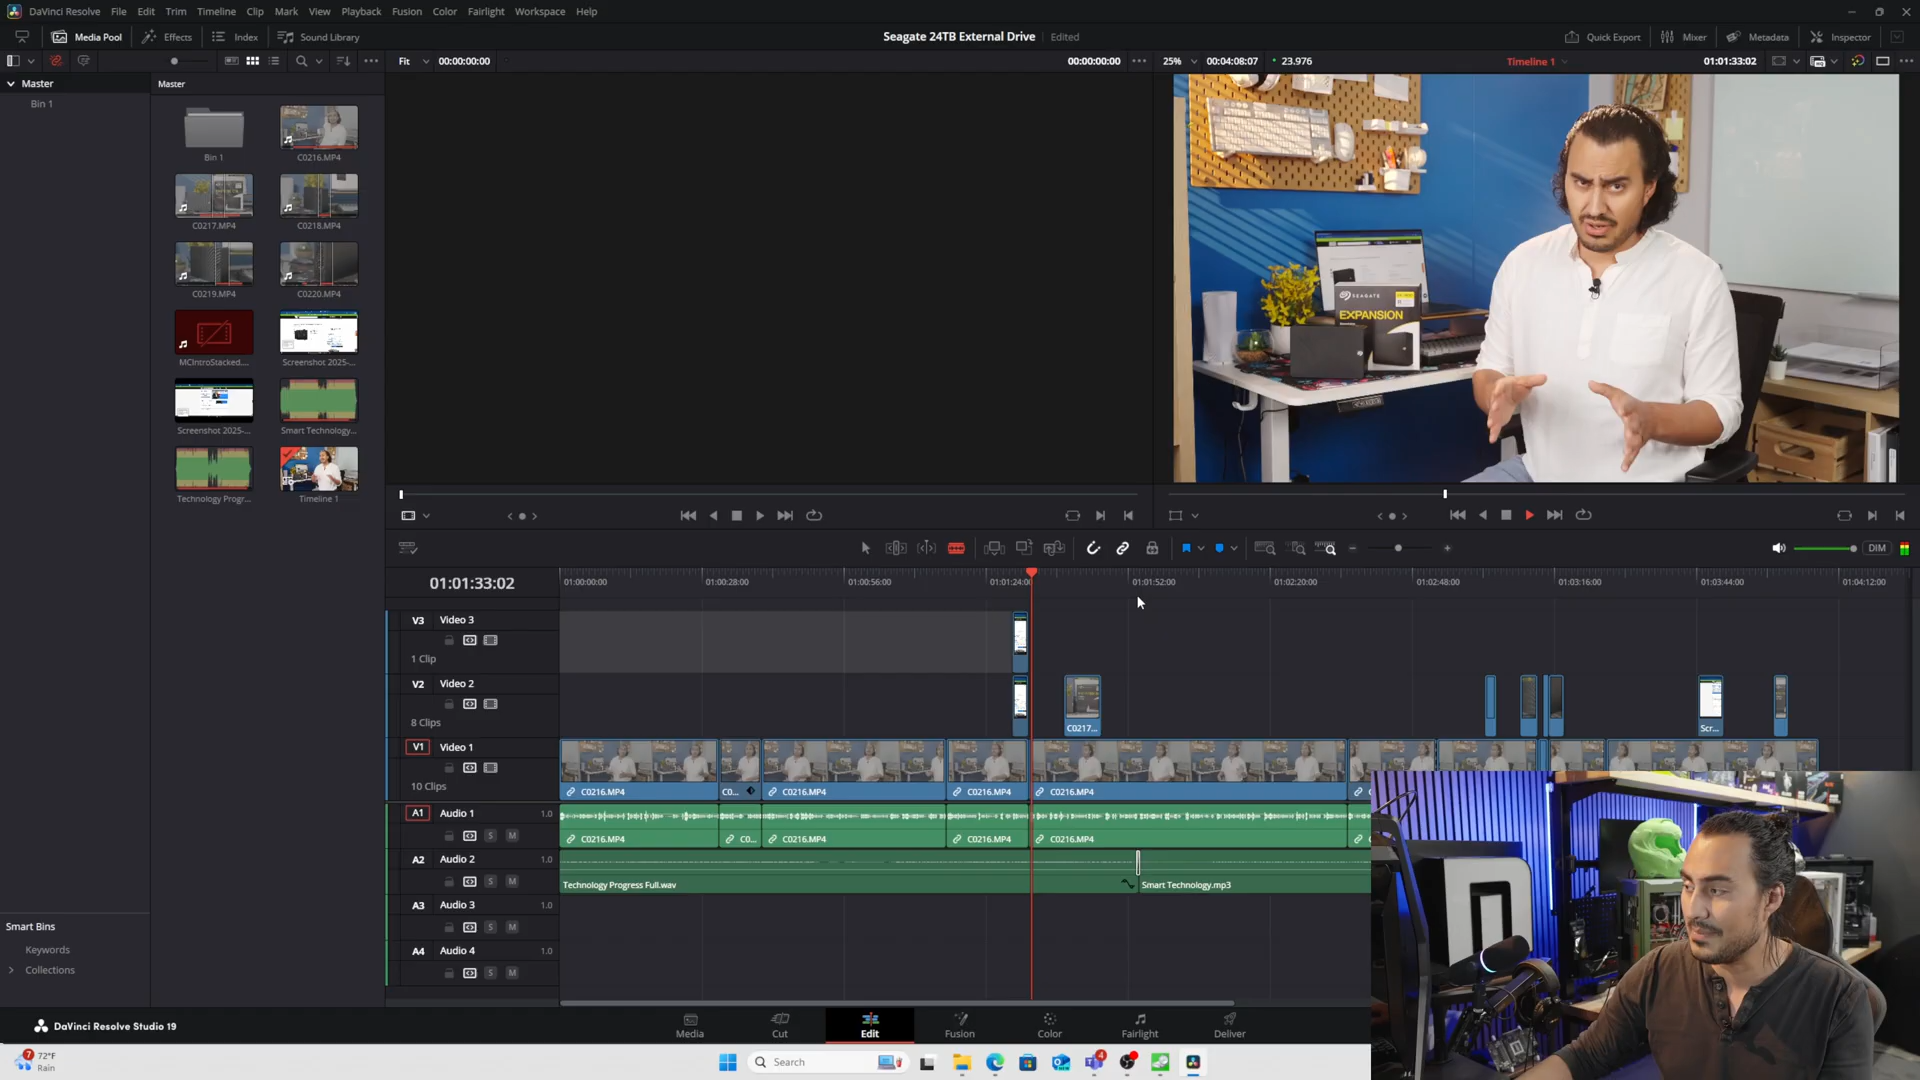 DaVinci Resolve File Edit Trim Timeline Clip Mark View Playback Fusion Color Fairlight Workspace Help
Media Pool Effects Index Sound Library Seagate 24TB External Drive Edited Quick Export Mixer Metadata Inspector
Fit 00:00:00:00 00:00:00:00 25% 00:04:08:07 23.976 Timeline 1 01:01:33:02
Master Master
Bin 1
Bin 1 C0216.MP4
C0217.MP4 C0218.MP4
C0219.MP4 C0220.MP4
MCIntroStacked.... Screenshot 2025-...
Screenshot 2025-... Smart Technology...
Technology Progr... Timeline 1
SEAGATE
EXPANSION
DIM
01:01:33:02 01:00:00:00 01:00:28:00 01:00:56:00 01:01:24:00 01:01:52:00 01:02:20:00 01:02:48:00 01:03:16:00 01:03:44:00 01:04:12:00
V3 Video 3
1 Clip
V2 Video 2
8 Clips C0217... Scr...
V1 Video 1
10 Clips C0216.MP4 C0... C0216.MP4 C0216.MP4 C0216.MP4
A1 Audio 1 1.0
S M C0216.MP4 C0... C0216.MP4 C0216.MP4 C0216.MP4
A2 Audio 2 1.0
S M Technology Progress Full.wav Smart Technology.mp3
A3 Audio 3 1.0
S M
A4 Audio 4 1.0
S M
Smart Bins
Keywords
Collections
DaVinci Resolve Studio 19 Media Cut Edit Fusion Color Fairlight Deliver
7 72°F
Rain
Search
4